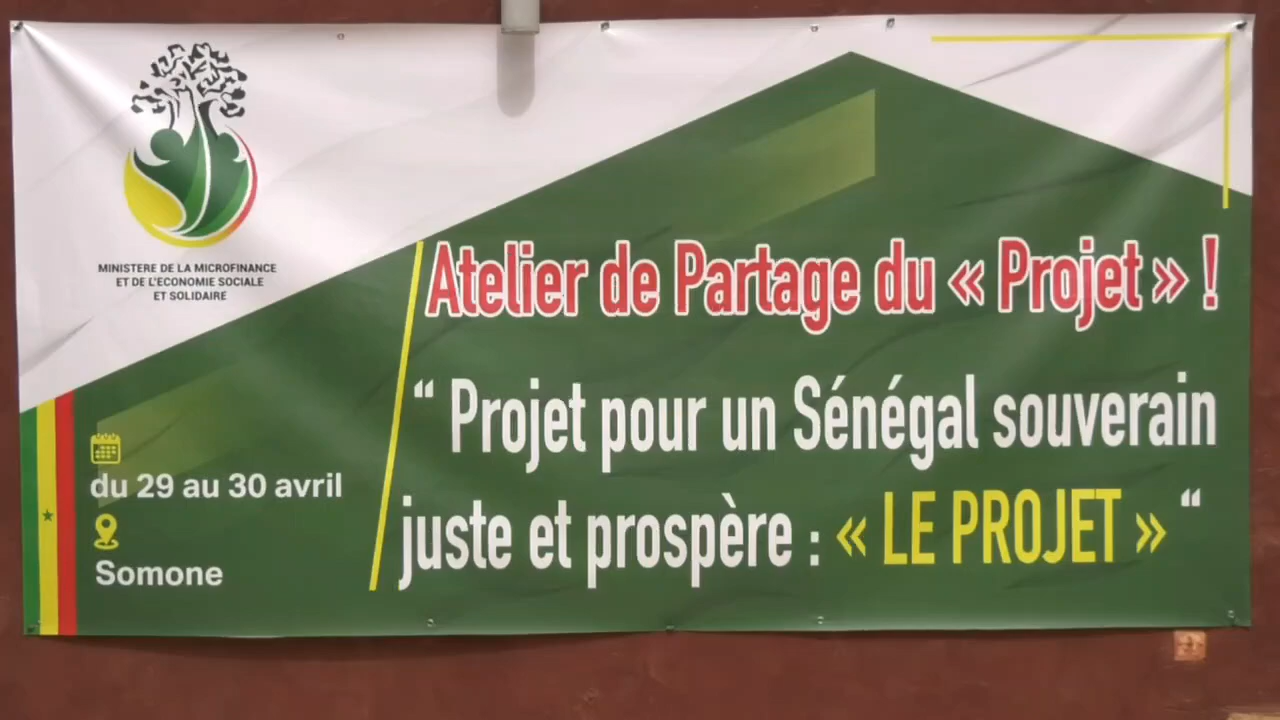 MINISTERE DE LA MICROFINANCE
ET DE L'ECONOMIE SOCIALE
ET SOLIDAIRE
Atelier de Partage du « Projet » !
“ Projet pour un Sénégal souverain
juste et prospère : « LE PROJET » “
du 29 au 30 avril
Somone